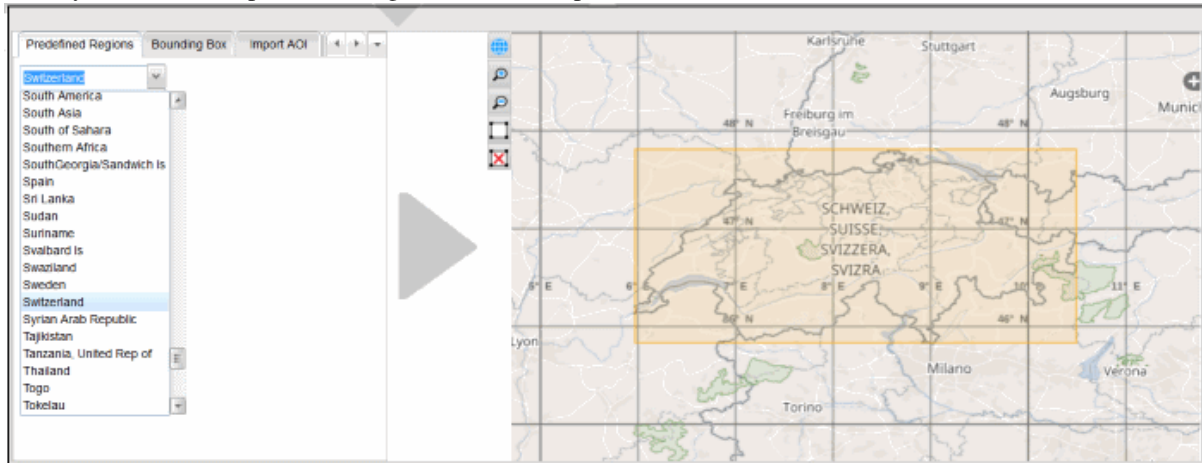 Predefined Regions Bounding Box Import AOI
Switzerland
South America
South Asia
South of Sahara
Southern Africa
SouthGeorgia/Sandwich Is
Spain
Sri Lanka
Sudan
Suriname
Svalbard Is
Swaziland
Sweden
Switzerland
Syrian Arab Republic
Tajikistan
Tanzania, United Rep of
Thailand
Togo
Tokelau
Karlsruhe
Stuttgart
Augsburg
Freiburg im
Breisgau
48° N
48° N
SCHWEIZ,
SUISSE,
SVIZZERA,
SVIZRA
47° N
47° N
6° E
7° E
8° E
9° E
10°
11° E
46° N
46° N
Lyon
Milano
Verona
Torino